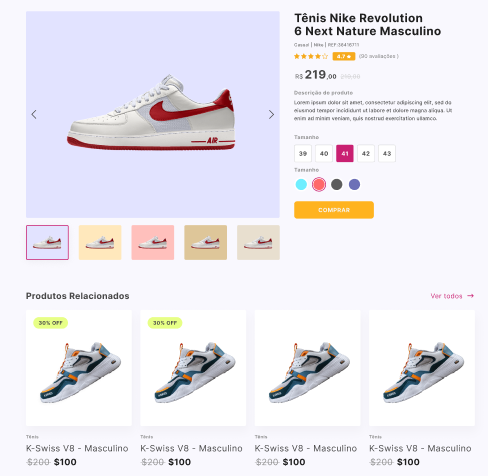 Tênis Nike Revolution
6 Next Nature Masculino
Casual | Nike | REF:38416711
4.7 ★ (90 avaliações )
R$ 219,00 219,00
Descrição do produto
Lorem ipsum dolor sit amet, consectetur adipiscing elit, sed do
eiusmod tempor incididunt ut labore et dolore magna aliqua. Ut
enim ad minim veniam, quis nostrud exercitation ullamco.
Tamanho
39 40 41 42 43
Tamanho
AIR
COMPRAR
Produtos Relacionados
Ver todos →
30% OFF
30% OFF
Tênis
K-Swiss V8 - Masculino
$200 $100
Tênis
K-Swiss V8 - Masculino
$200 $100
Tênis
K-Swiss V8 - Masculino
$200 $100
Tênis
K-Swiss V8 - Masculino
$200 $100